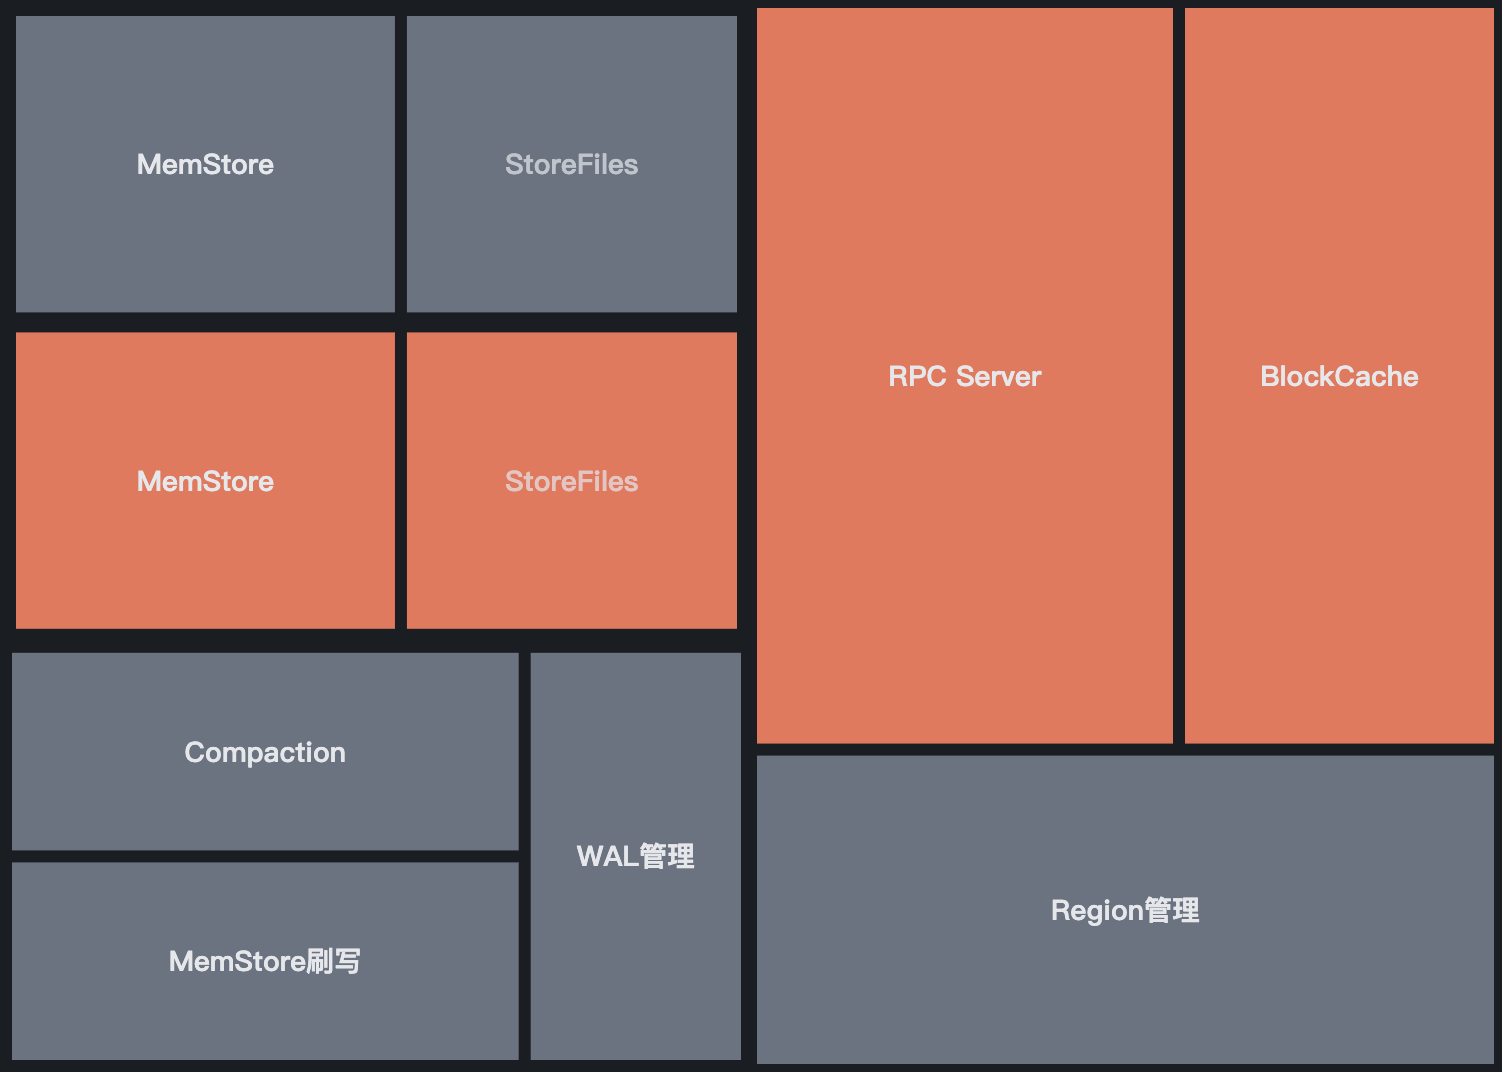 MemStore
StoreFiles
MemStore
StoreFiles
Compaction
MemStore刷写
WAL管理
RPC Server
BlockCache
Region管理